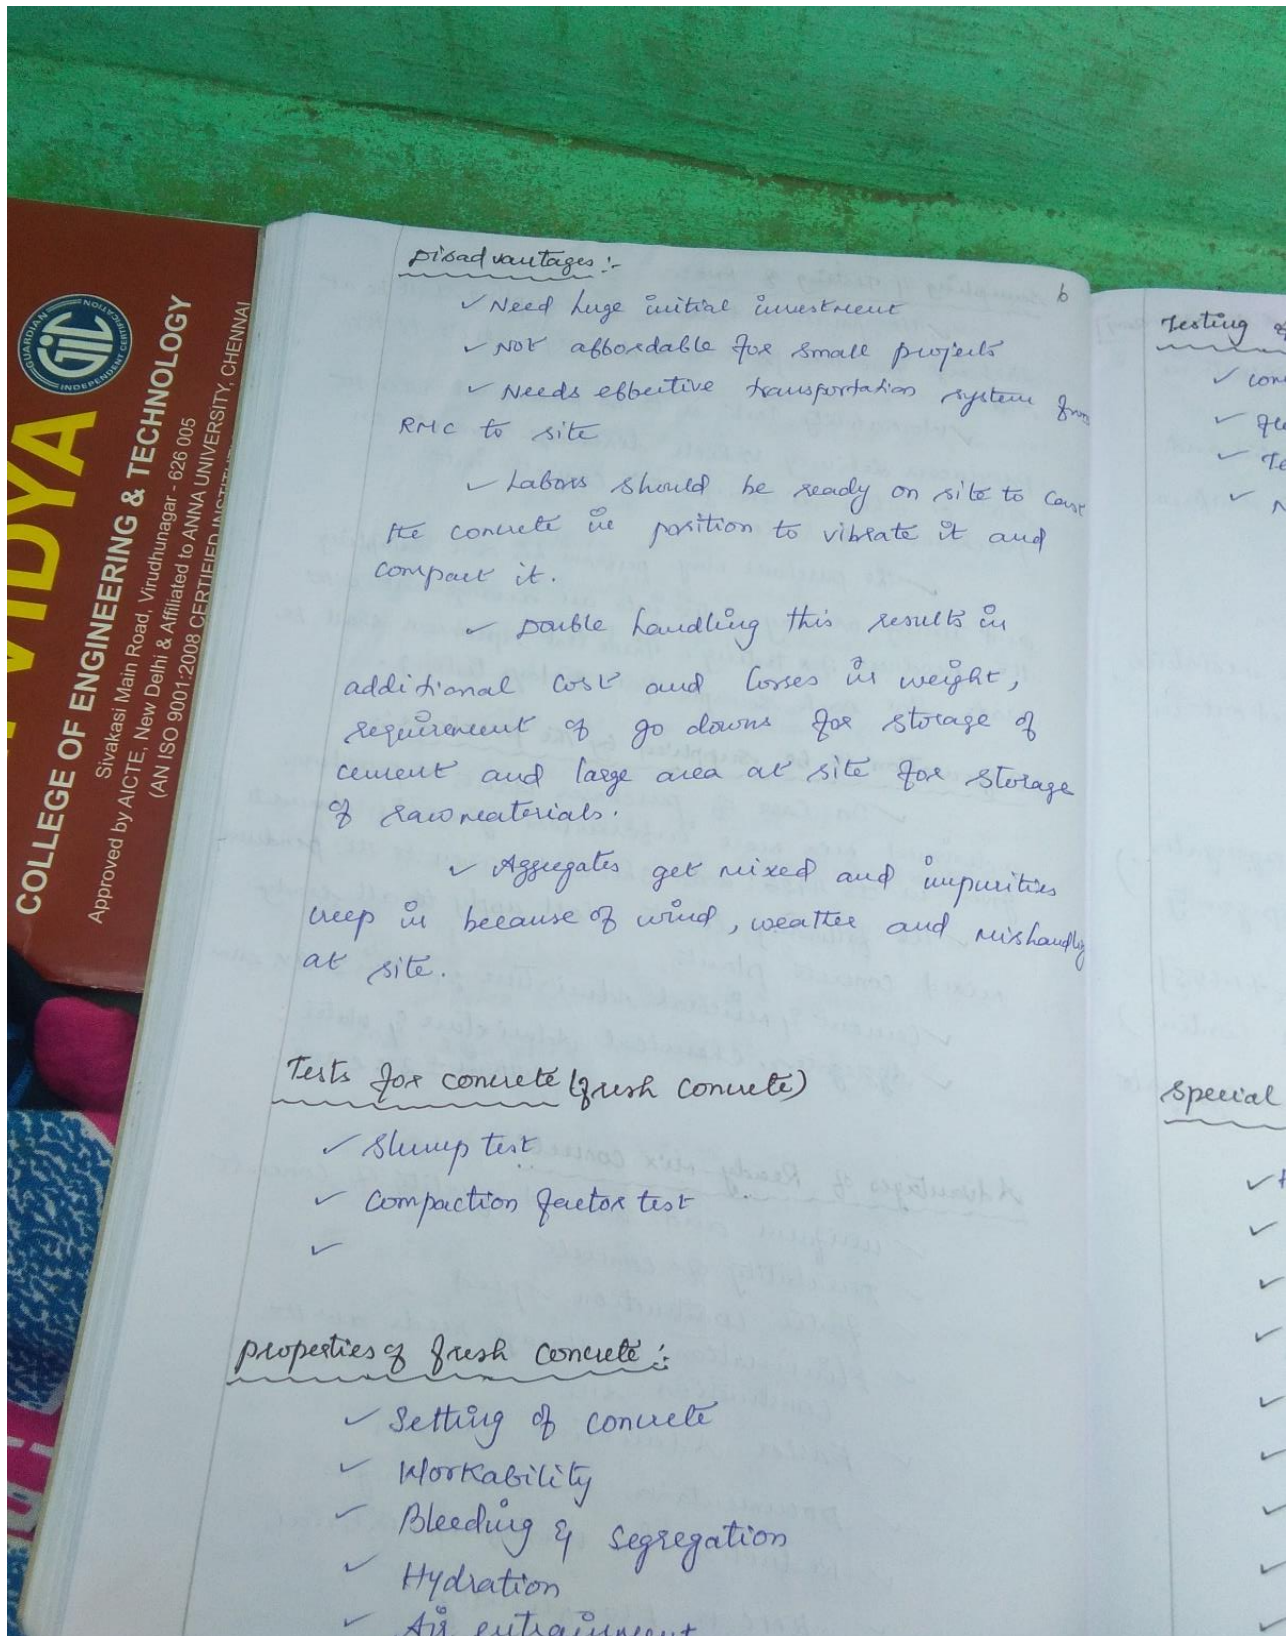 Disadvantages :-
6
✓ Need huge initial investment
✓ Not affordable for small projects
✓ Needs effective transportation system from
RMC to site
✓ Labors should be ready on site to cast
the concrete in position to vibrate it and
compact it.
✓ Double handling this results in
additional cost and losses in weight,
requirement of go downs for storage of
cement and large area at site for storage
of raw materials.
✓ Aggregates get mixed and impurities
creep in because of wind, weather and mishandling
at site.
Tests for concrete (fresh concrete)
✓ Slump test
✓ Compaction factor test
✓
properties of fresh concrete :-
✓ Setting of concrete
✓ Workability
✓ Bleeding & segregation
✓ Hydration
✓ Air entrainment
Testing
Special
VIDYA
COLLEGE OF ENGINEERING & TECHNOLOGY
Sivakasi Main Road, Virudhunagar - 626 005
Approved by AICTE, New Delhi & Affiliated to ANNA UNIVERSITY, CHENNAI
(AN ISO 9001:2008 CERTIFIED
GUARDIAN
GIC
INDEPENDENT CERTIFICATION